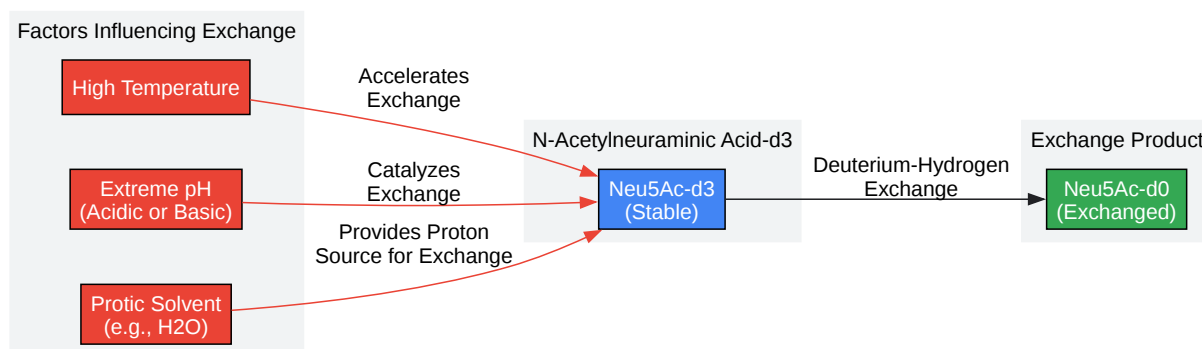 Factors Influencing Exchange
High Temperature
Accelerates
Exchange
Extreme pH
(Acidic or Basic)
Catalyzes
Exchange
Protic Solvent
(e.g., H2O)
Provides Proton
Source for Exchange
N-Acetylneuraminic Acid-d3
Neu5Ac-d3
(Stable)
Deuterium-Hydrogen
Exchange
Exchange Product
Neu5Ac-d0
(Exchanged)